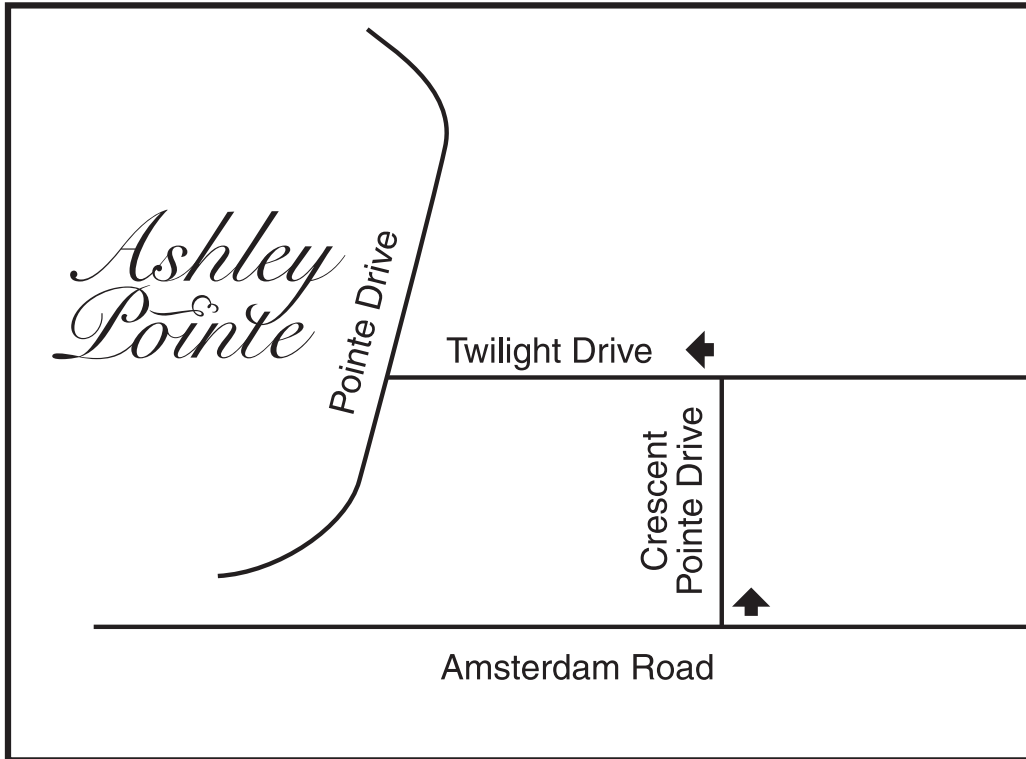 Ashley
Pointe
Pointe Drive
Twilight Drive
Crescent
Pointe Drive
Amsterdam Road